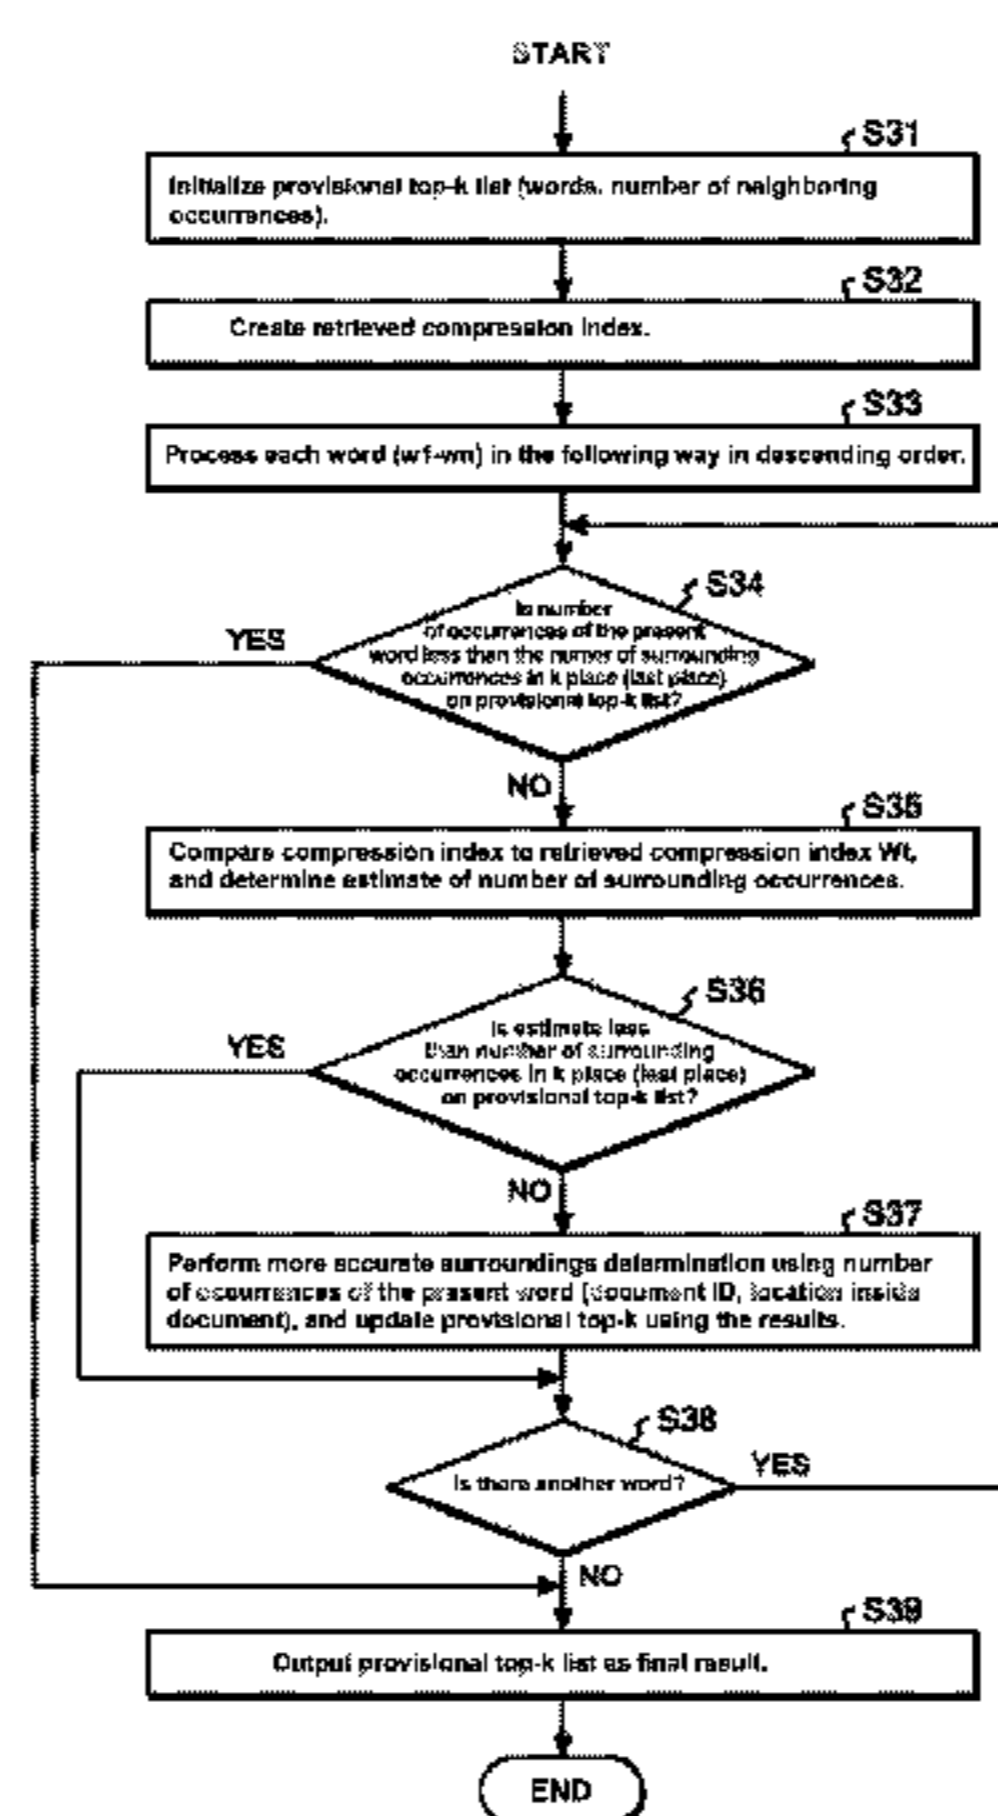 START
S31
Initialize provisional top-k list (words, number of neighboring
occurrences).
S32
Create retrieved compression index.
S33
Process each word (wf-wn) in the following way in descending order.
S34
Is number
of occurrences of the present
word less than the numer of surrounding
occurrences in k place (last place)
on provisional top-k list?
YES
NO
S35
Compare compression index to retrieved compression index Wt,
and determine estimate of number of surrounding occurrences.
S36
Is estimate less
than number of surrounding
occurrences in k place (last place)
on provisional top-k list?
YES
NO
S37
Perform more accurate surroundings determination using number
of occurrences of the present word (document ID, location inside
document), and update provisional top-k using the results.
S38
Is there another word?
YES
NO
S39
Output provisional top-k list as final result.
END